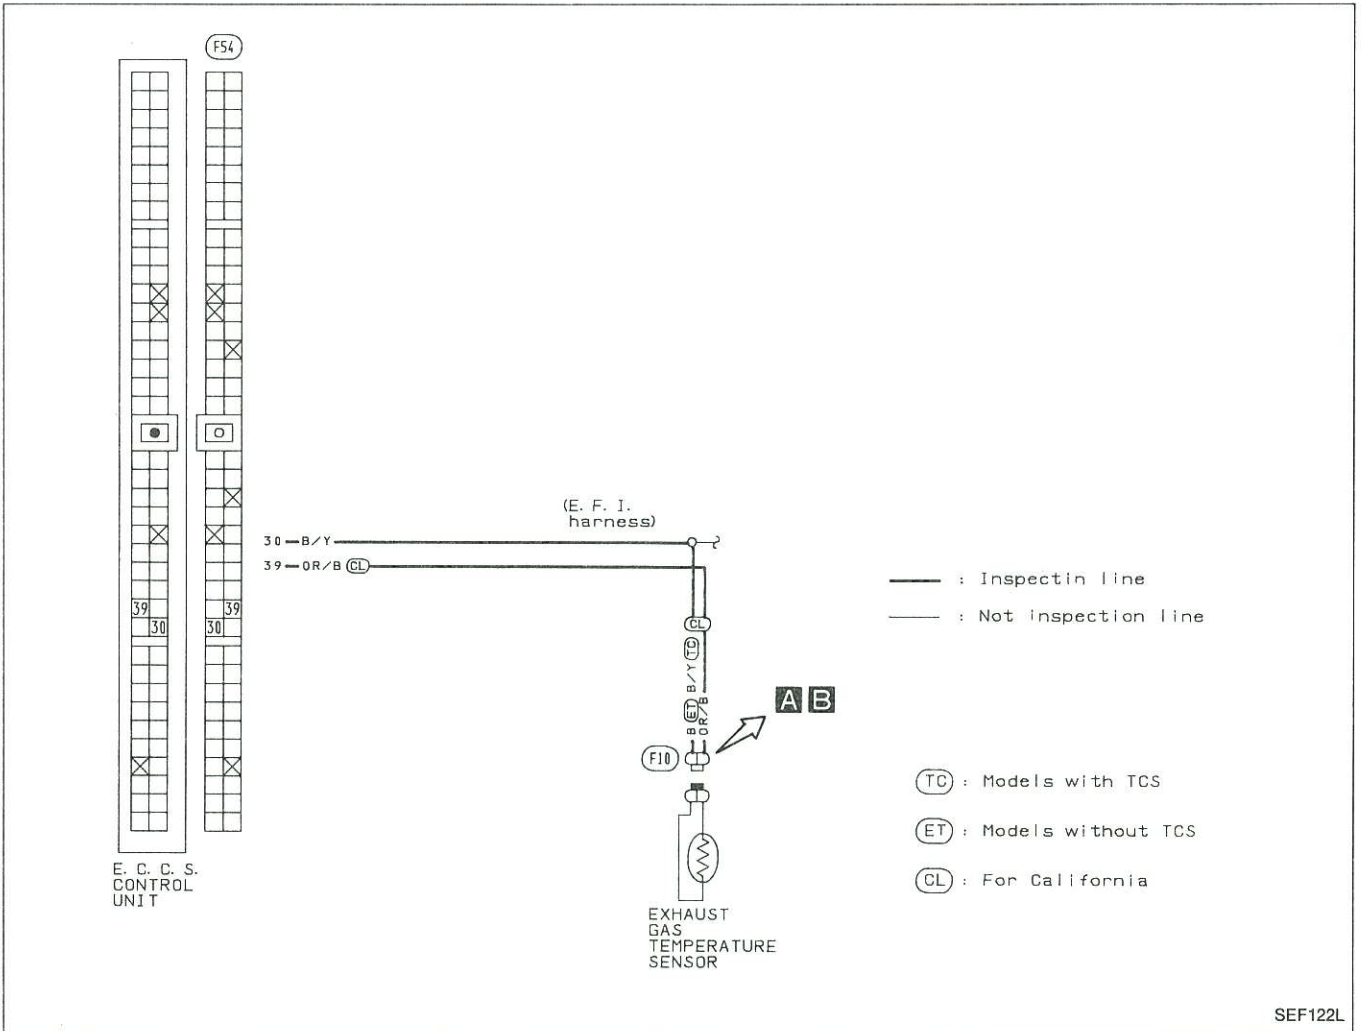 F54
(E. F. I.
harness)
30 B/Y
39 OR/B CL
39
30
39
30
CL
B/Y TC
B ET
OR/B
F10
A B
: Inspectin line
: Not inspection line
TC : Models with TCS
ET : Models without TCS
CL : For California
E. C. C. S.
CONTROL
UNIT
EXHAUST
GAS
TEMPERATURE
SENSOR
SEF122L